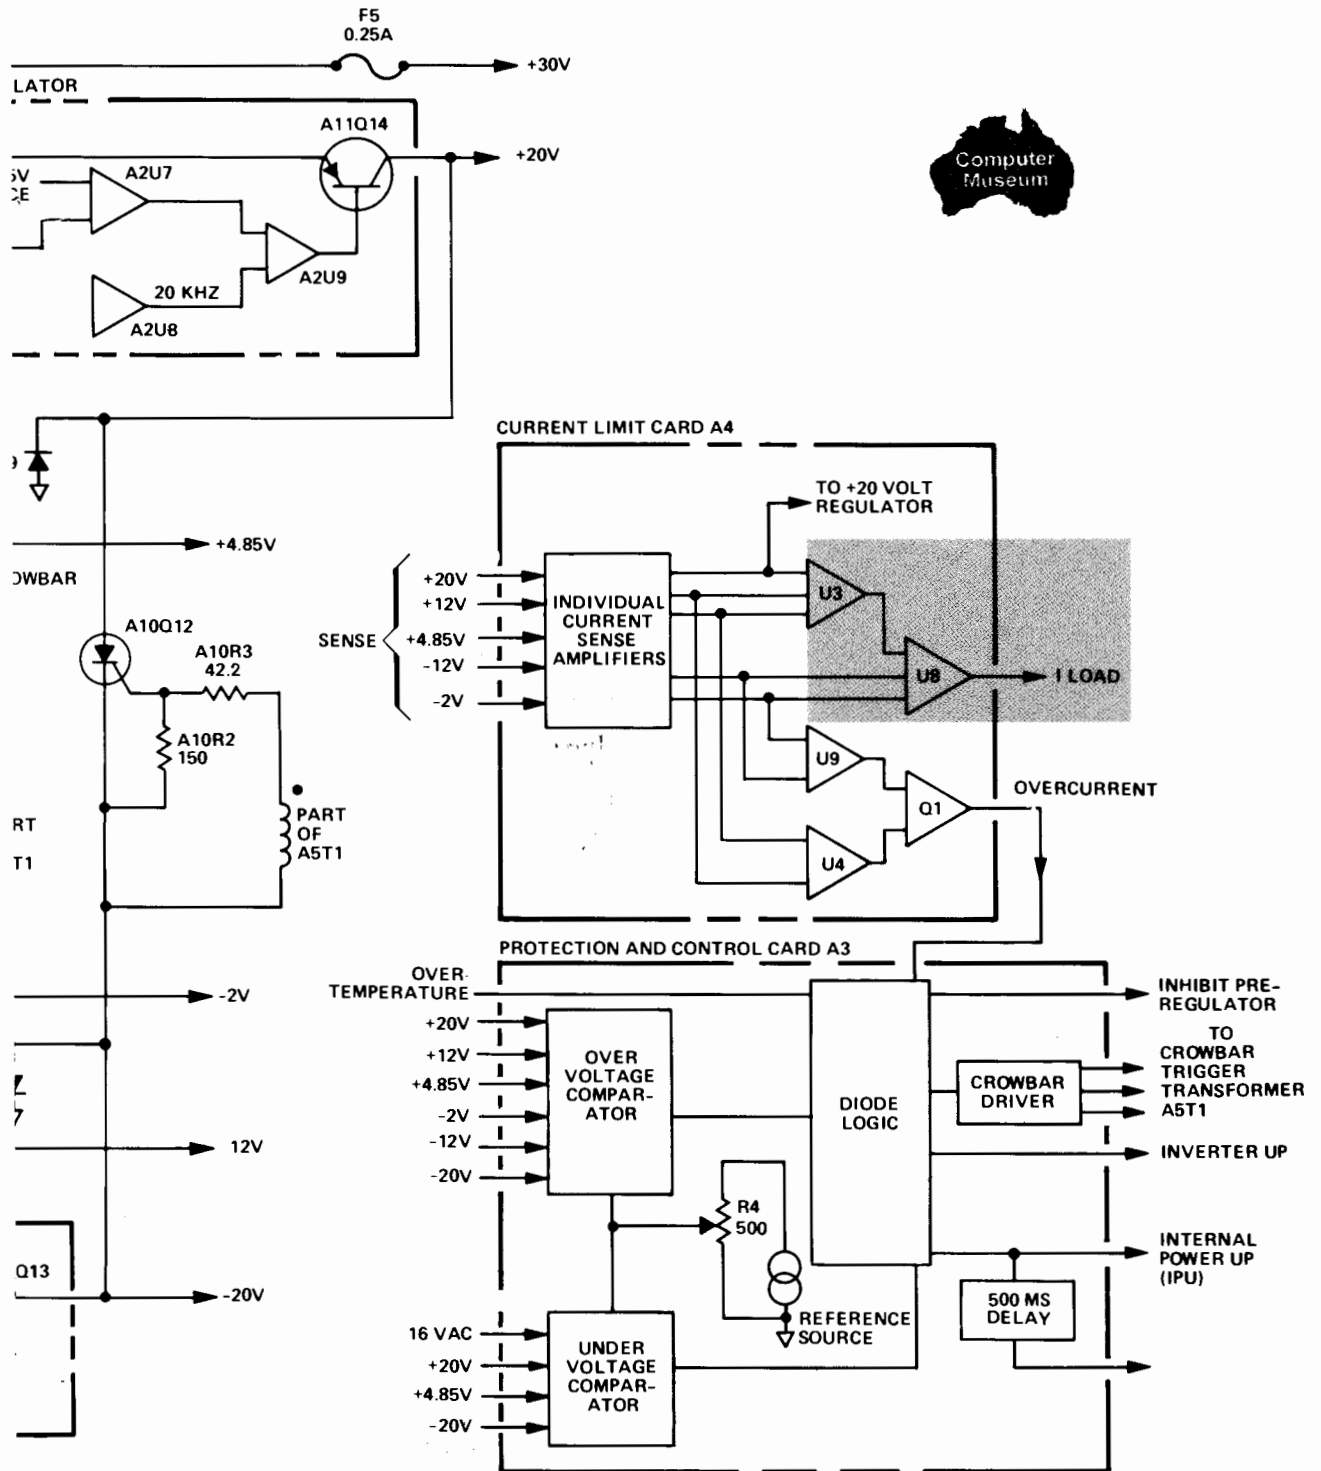 F5
0.25A
+30V
LATOR
A11Q14
+20V
5V
CE
A2U7
A2U9
20 KHZ
A2U8
Computer
Museum
CURRENT LIMIT CARD A4
TO +20 VOLT
REGULATOR
+4.85V
OWBAR
A10Q12
A10R3
42.2
A10R2
150
PART
OF
A5T1
RT
T1
SENSE
+20V
+12V
+4.85V
-12V
-2V
INDIVIDUAL
CURRENT
SENSE
AMPLIFIERS
U3
U8
I LOAD
U9
Q1
U4
OVERCURRENT
PROTECTION AND CONTROL CARD A3
OVER-
TEMPERATURE
+20V
+12V
+4.85V
-2V
-12V
-20V
OVER
VOLTAGE
COMPAR-
ATOR
DIODE
LOGIC
CROWBAR
DRIVER
INHIBIT PRE-
REGULATOR
TO
CROWBAR
TRIGGER
TRANSFORMER
A5T1
INVERTER UP
INTERNAL
POWER UP
(IPU)
500 MS
DELAY
R4
500
REFERENCE
SOURCE
16 VAC
+20V
+4.85V
-20V
UNDER
VOLTAGE
COMPAR-
ATOR
-2V
12V
Q13
-20V